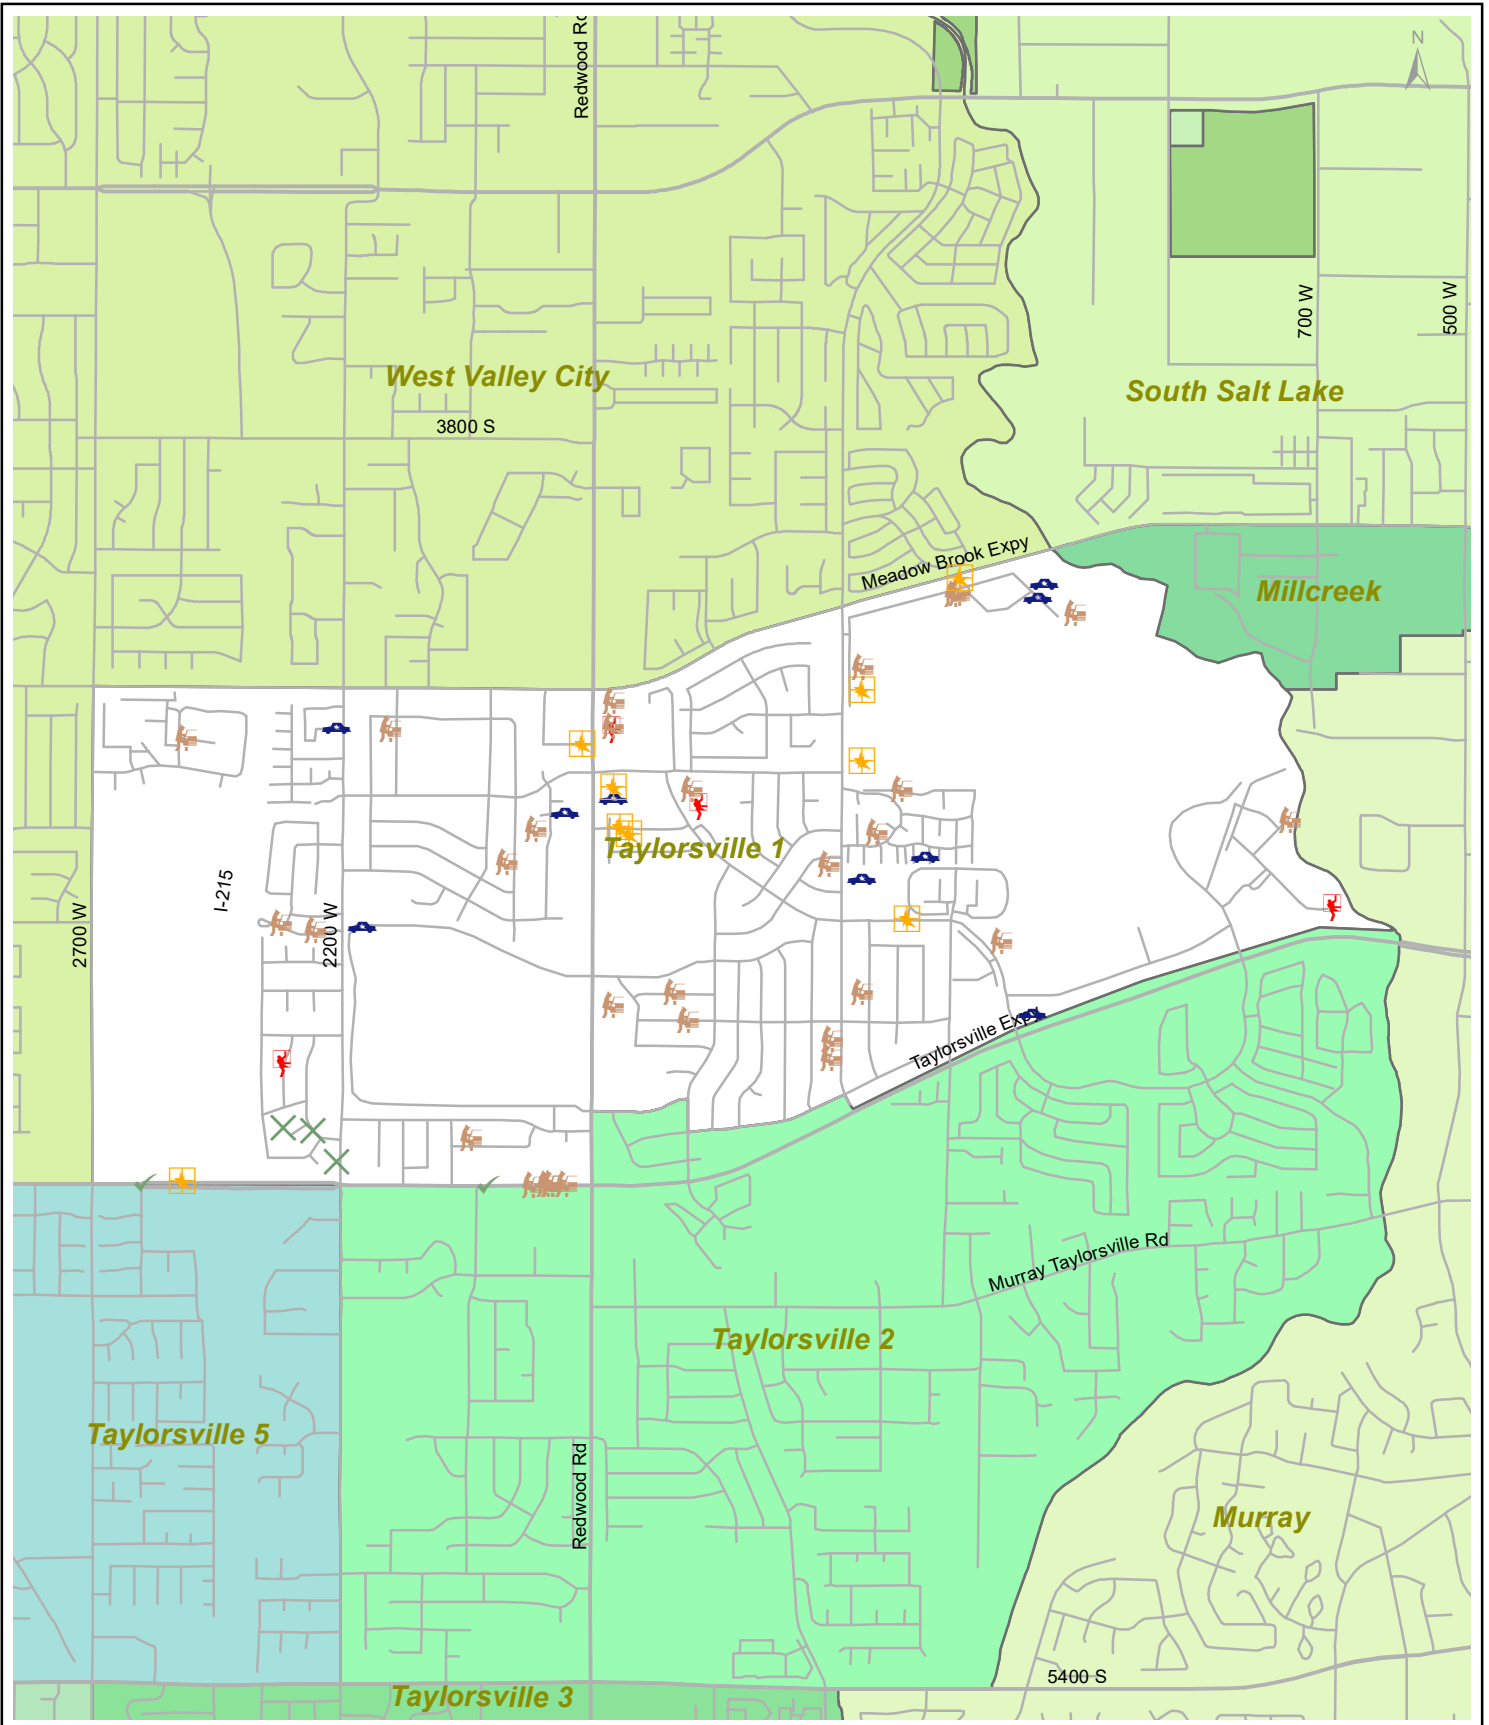 N
Redwood Rd
700 W
500 W
West Valley City
South Salt Lake
3800 S
Meadow Brook Expy
Millcreek
Taylorsville 1
I-215
2700 W
2200 W
Taylorsville Expy
Murray Taylorsville Rd
Taylorsville 2
Taylorsville 5
Redwood Rd
Murray
5400 S
Taylorsville 3